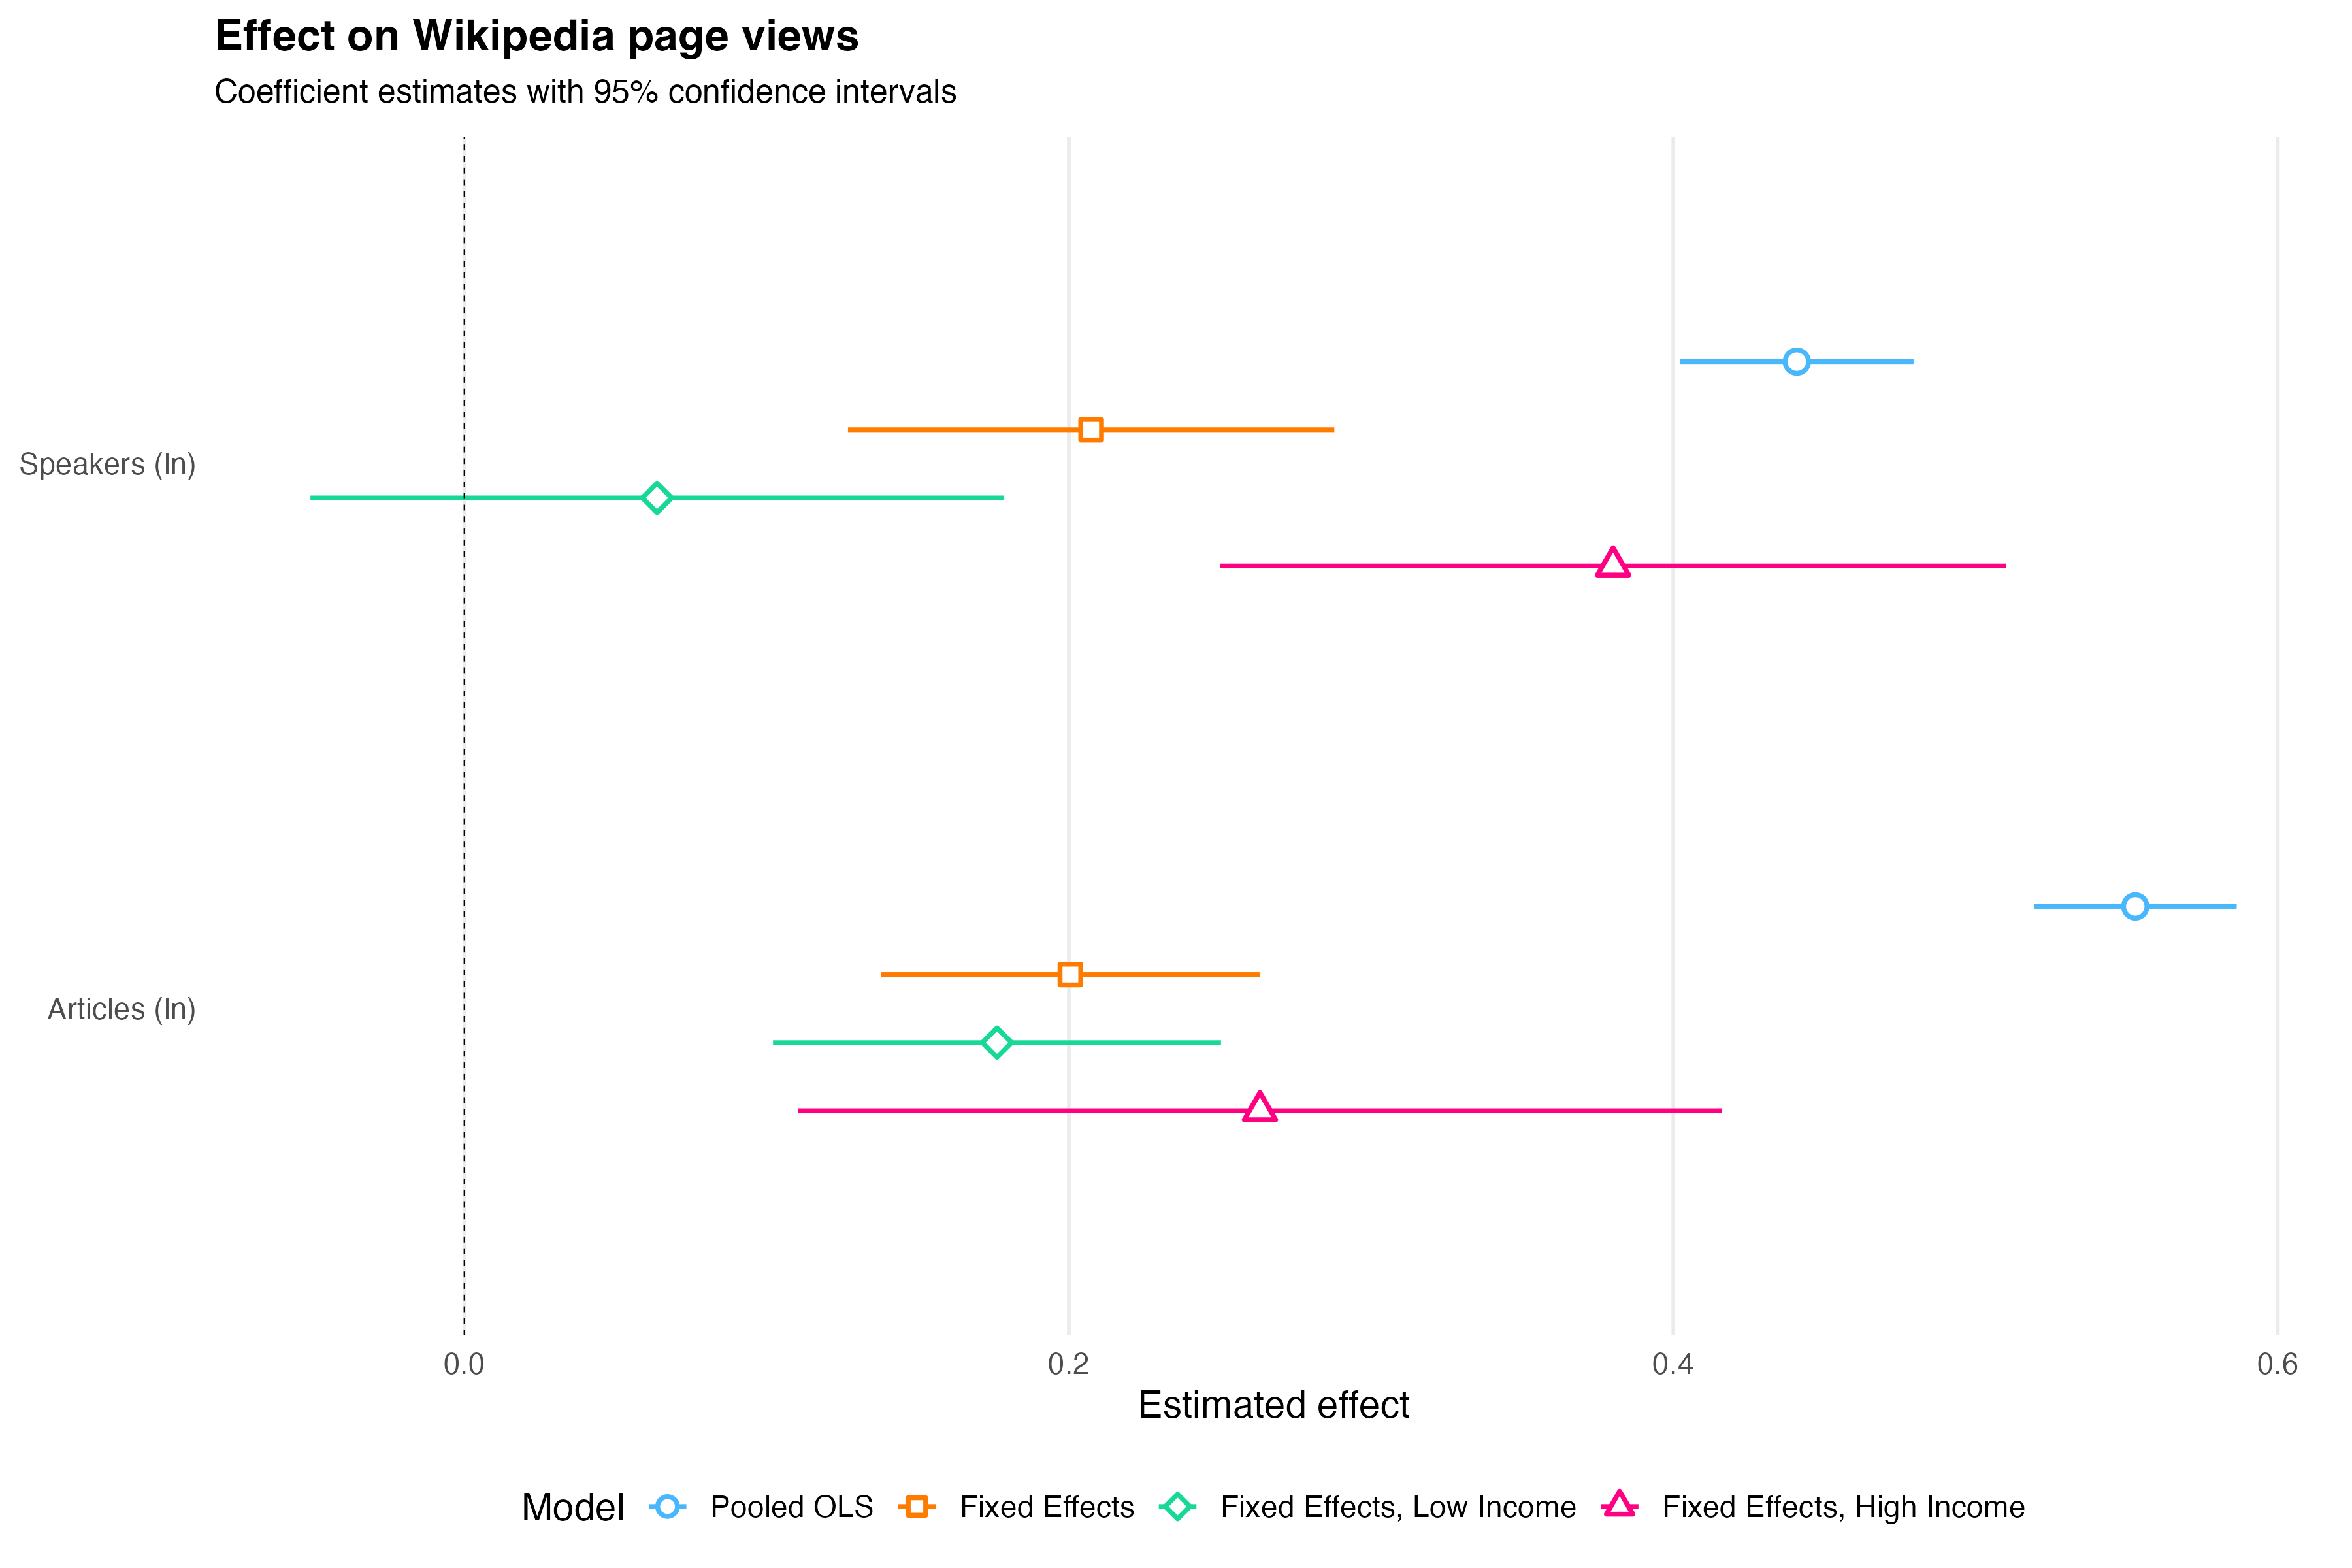 Effect on Wikipedia page views
Coefficient estimates with 95% confidence intervals
Speakers (ln)
Articles (ln)
0.0 0.2 0.4 0.6
Estimated effect
Model Pooled OLS Fixed Effects Fixed Effects, Low Income Fixed Effects, High Income